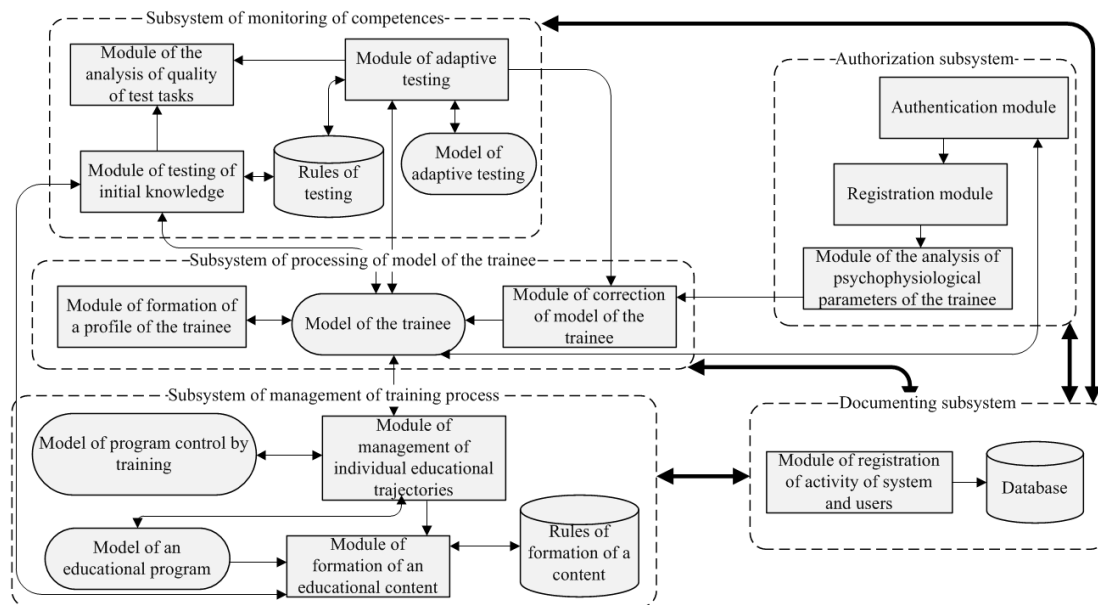 Subsystem of monitoring of competences
Module of the
analysis of quality
of test tasks
Module of adaptive
testing
Module of testing of
initial knowledge
Rules of
testing
Model of
adaptive testing
Authorization subsystem
Authentication module
Registration module
Module of the analysis of
psychophysiological
parameters of the trainee
Subsystem of processing of model of the trainee
Module of formation of
a profile of the trainee
Model of the trainee
Module of correction
of model of the
trainee
Subsystem of management of training process
Model of program control by
training
Module of
management of
individual educational
trajectories
Model of an
educational program
Module of
formation of an
educational content
Rules of
formation of a
content
Documenting subsystem
Module of registration
of activity of system
and users
Database